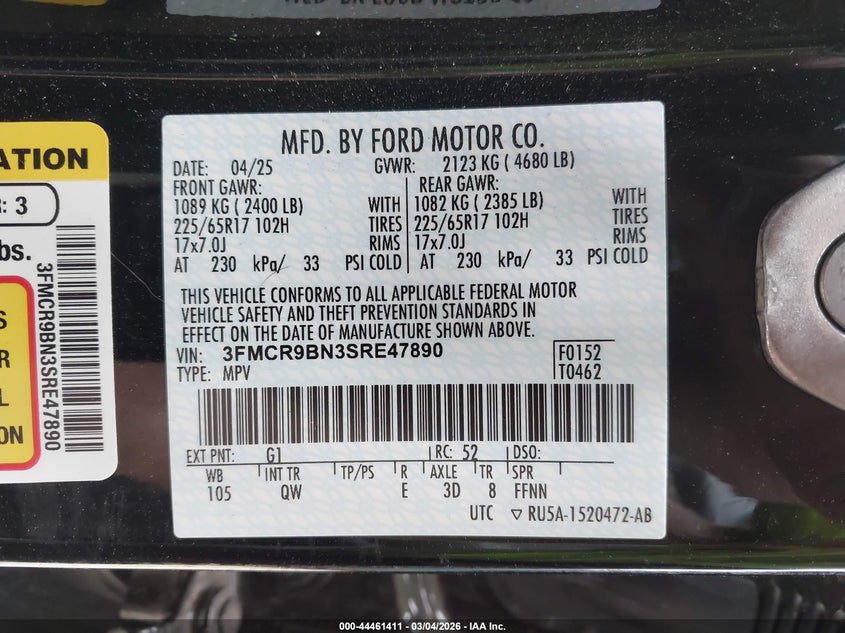 ATION
R: 3
bs.
S
R
L
ON
3FMCR9BN3SRE47890
MFD. BY FORD MOTOR CO.
DATE: 04/25 GVWR: 2123 KG ( 4680 LB)
FRONT GAWR: REAR GAWR:
1089 KG ( 2400 LB) WITH 1082 KG ( 2385 LB) WITH
225/65R17 102H TIRES 225/65R17 102H TIRES
17x7.0J RIMS 17x7.0J RIMS
AT 230 kPa/ 33 PSI COLD AT 230 kPa/ 33 PSI COLD
THIS VEHICLE CONFORMS TO ALL APPLICABLE FEDERAL MOTOR
VEHICLE SAFETY AND THEFT PREVENTION STANDARDS IN
EFFECT ON THE DATE OF MANUFACTURE SHOWN ABOVE.
VIN: 3FMCR9BN3SRE47890 F0152
TYPE: MPV T0462
EXT PNT: G1 RC: 52 DSO:
WB INT TR TP/PS R AXLE TR SPR
105 QW E 3D 8 FFNN
UTC ▽ RU5A-1520472-AB
000-44461411 - 03/04/2026 - IAA Inc.